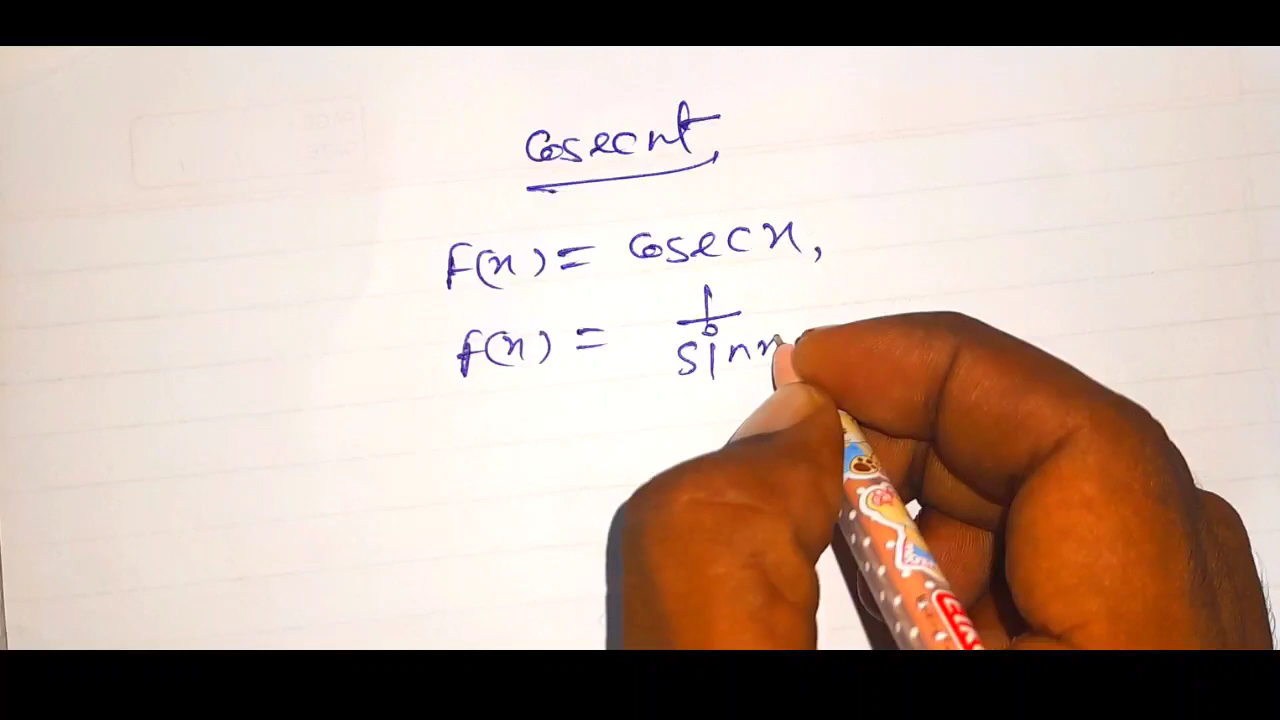 Cosecnt
f(x) = cosecx,
f(x) = 1/sinx